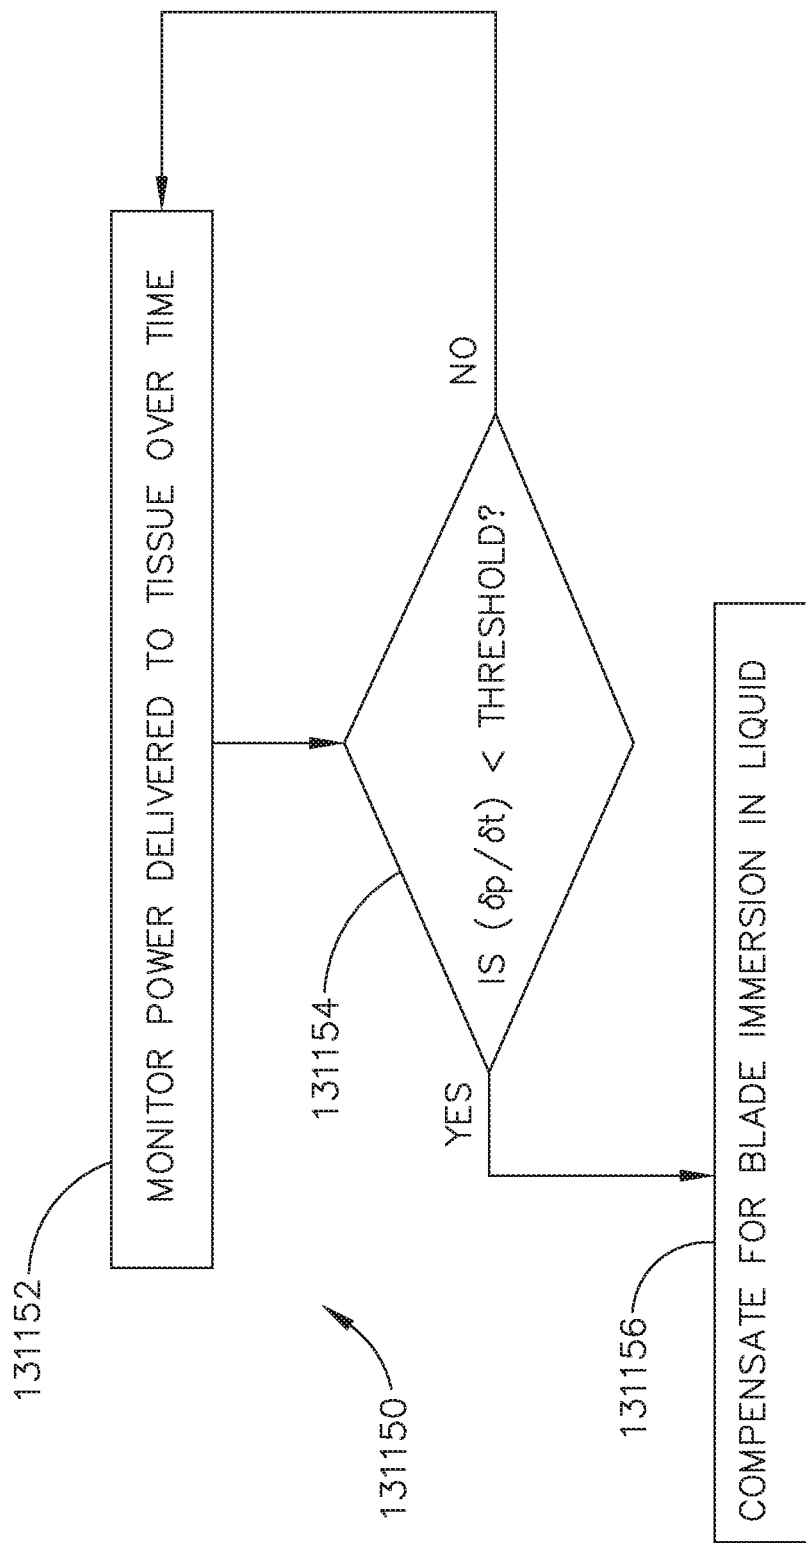 131152
MONITOR POWER DELIVERED TO TISSUE OVER TIME
131150
131154
IS (δp/δt) < THRESHOLD?
NO
YES
131156
COMPENSATE FOR BLADE IMMERSION IN LIQUID